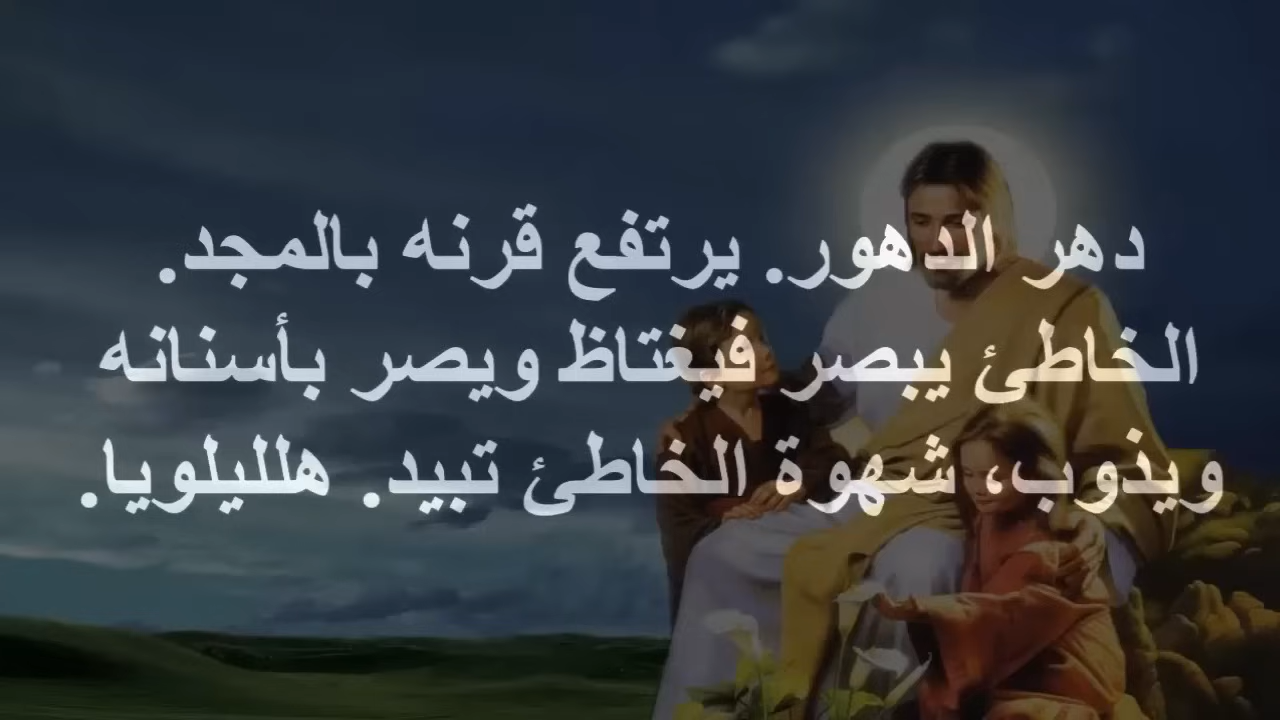 دهر الدهور. يرتفع قرنه بالمجد.
الخاطئ يبصر فيغتاظ ويصر بأسنانه
ويذوب، شهوة الخاطئ تبيد. هلليلويا.